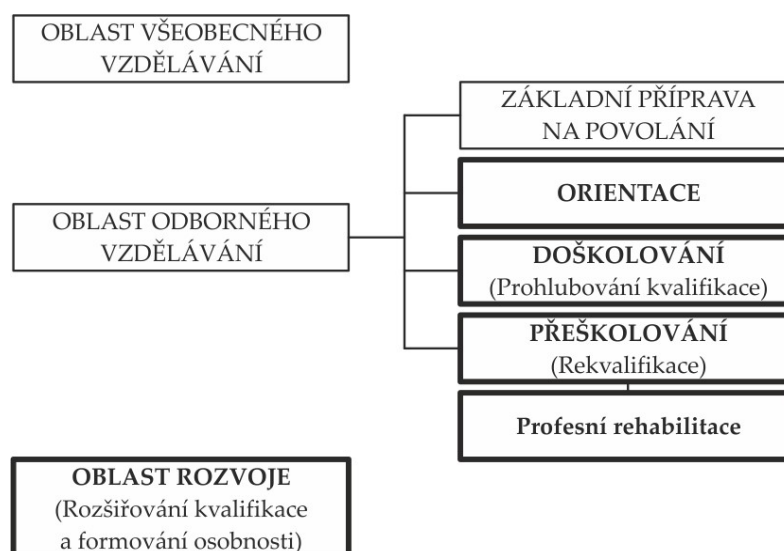 OBLAST VŠEOBECNÉHO
VZDĚLÁVÁNÍ
ZÁKLADNÍ PŘÍPRAVA
NA POVOLÁNÍ
ORIENTACE
OBLAST ODBORNÉHO
VZDĚLÁVÁNÍ
DOŠKOLOVÁNÍ
(Prohlubování kvalifikace)
PŘEŠKOLOVÁNÍ
(Rekvalifikace)
Profesní rehabilitace
OBLAST ROZVOJE
(Rozšiřování kvalifikace
a formování osobnosti)